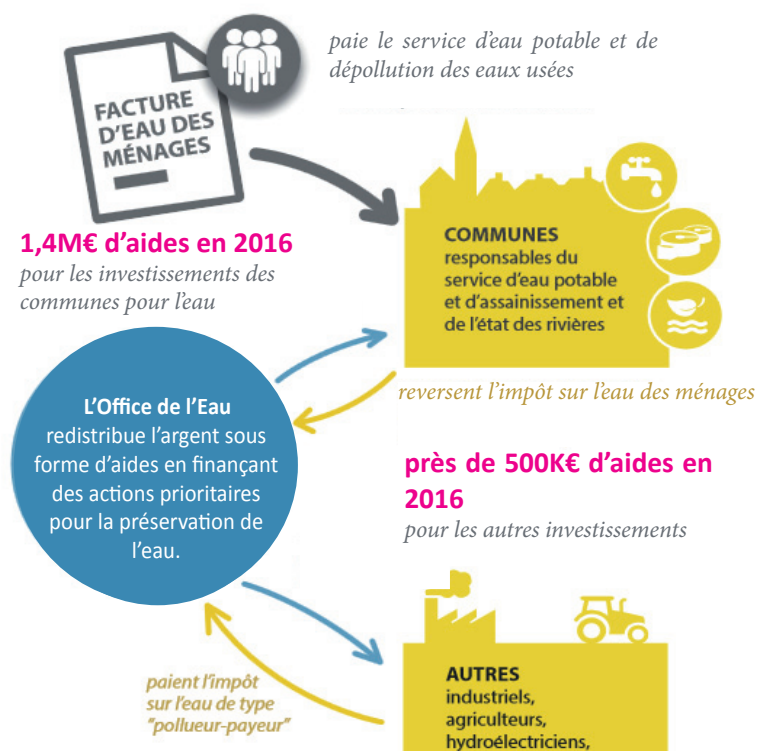 paie le service d'eau potable et de
dépollution des eaux usées
FACTURE
D'EAU DES
MÉNAGES
1,4M€ d'aides en 2016
pour les investissements des
communes pour l'eau
COMMUNES
responsables du
service d'eau potable
et d'assainissement et
de l'état des rivières
reversent l'impôt sur l'eau des ménages
L'Office de l'Eau
redistribue l'argent sous
forme d'aides en finançant
des actions prioritaires
pour la préservation de
l'eau.
près de 500K€ d'aides en
2016
pour les autres investissements
paient l'impôt
sur l'eau de type
"pollueur-payeur"
AUTRES
industriels,
agriculteurs,
hydroélectriciens,